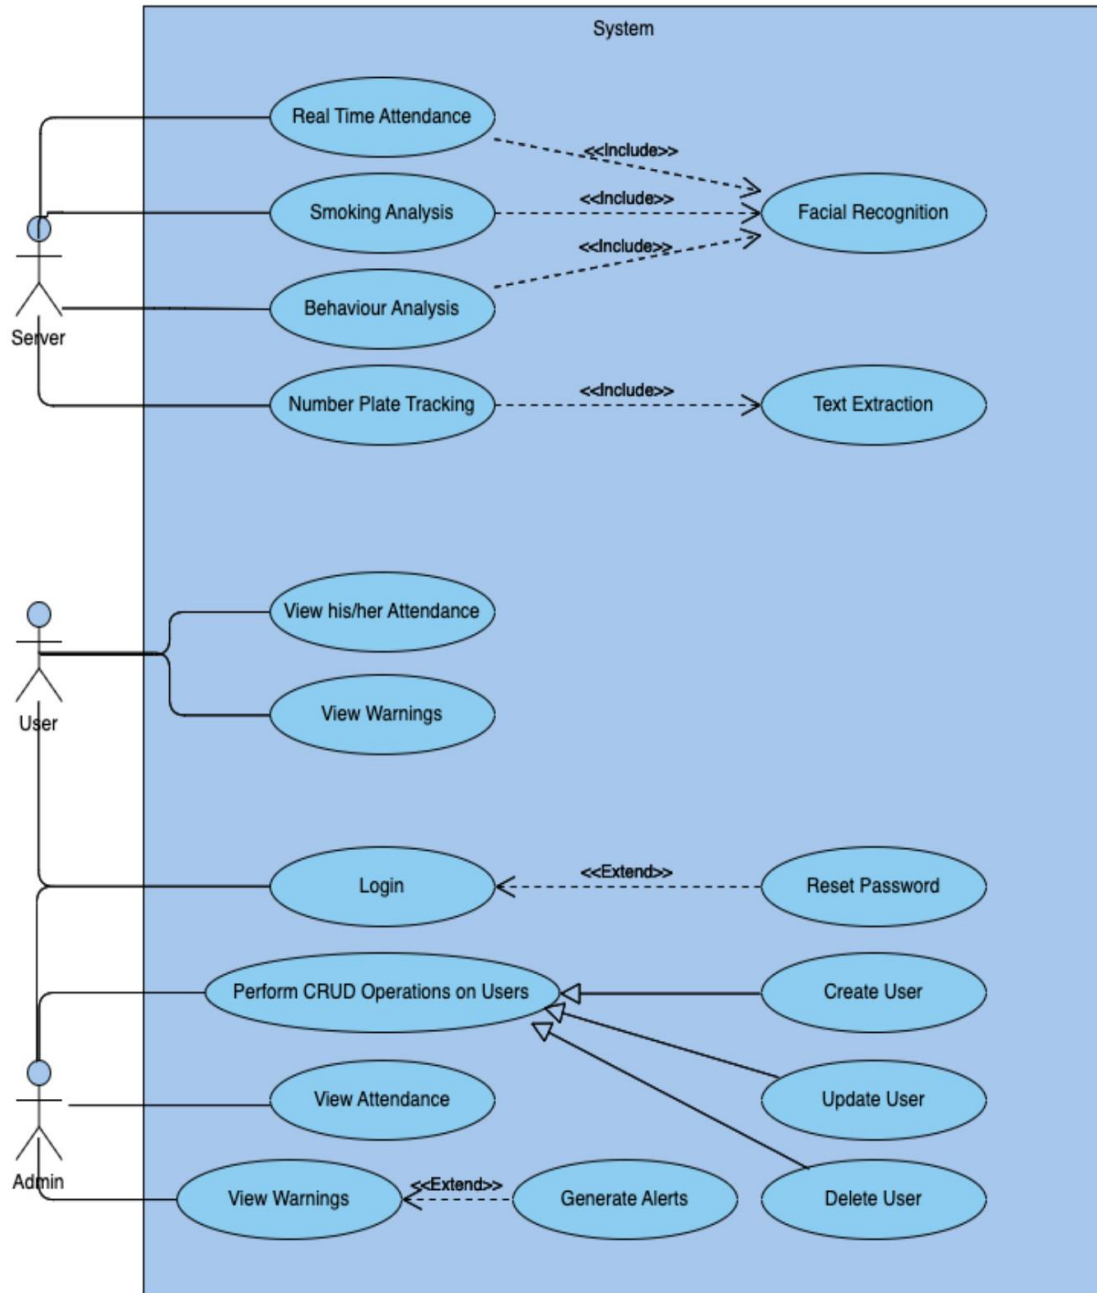 System
Real Time Attendance
<<Include>>
Smoking Analysis
<<Include>>
Facial Recognition
<<Include>>
Behaviour Analysis
Server
Number Plate Tracking
<<Include>>
Text Extraction
View his/her Attendance
User
View Warnings
Login
<<Extend>>
Reset Password
Perform CRUD Operations on Users
Create User
View Attendance
Update User
Admin
View Warnings
<<Extend>>
Generate Alerts
Delete User